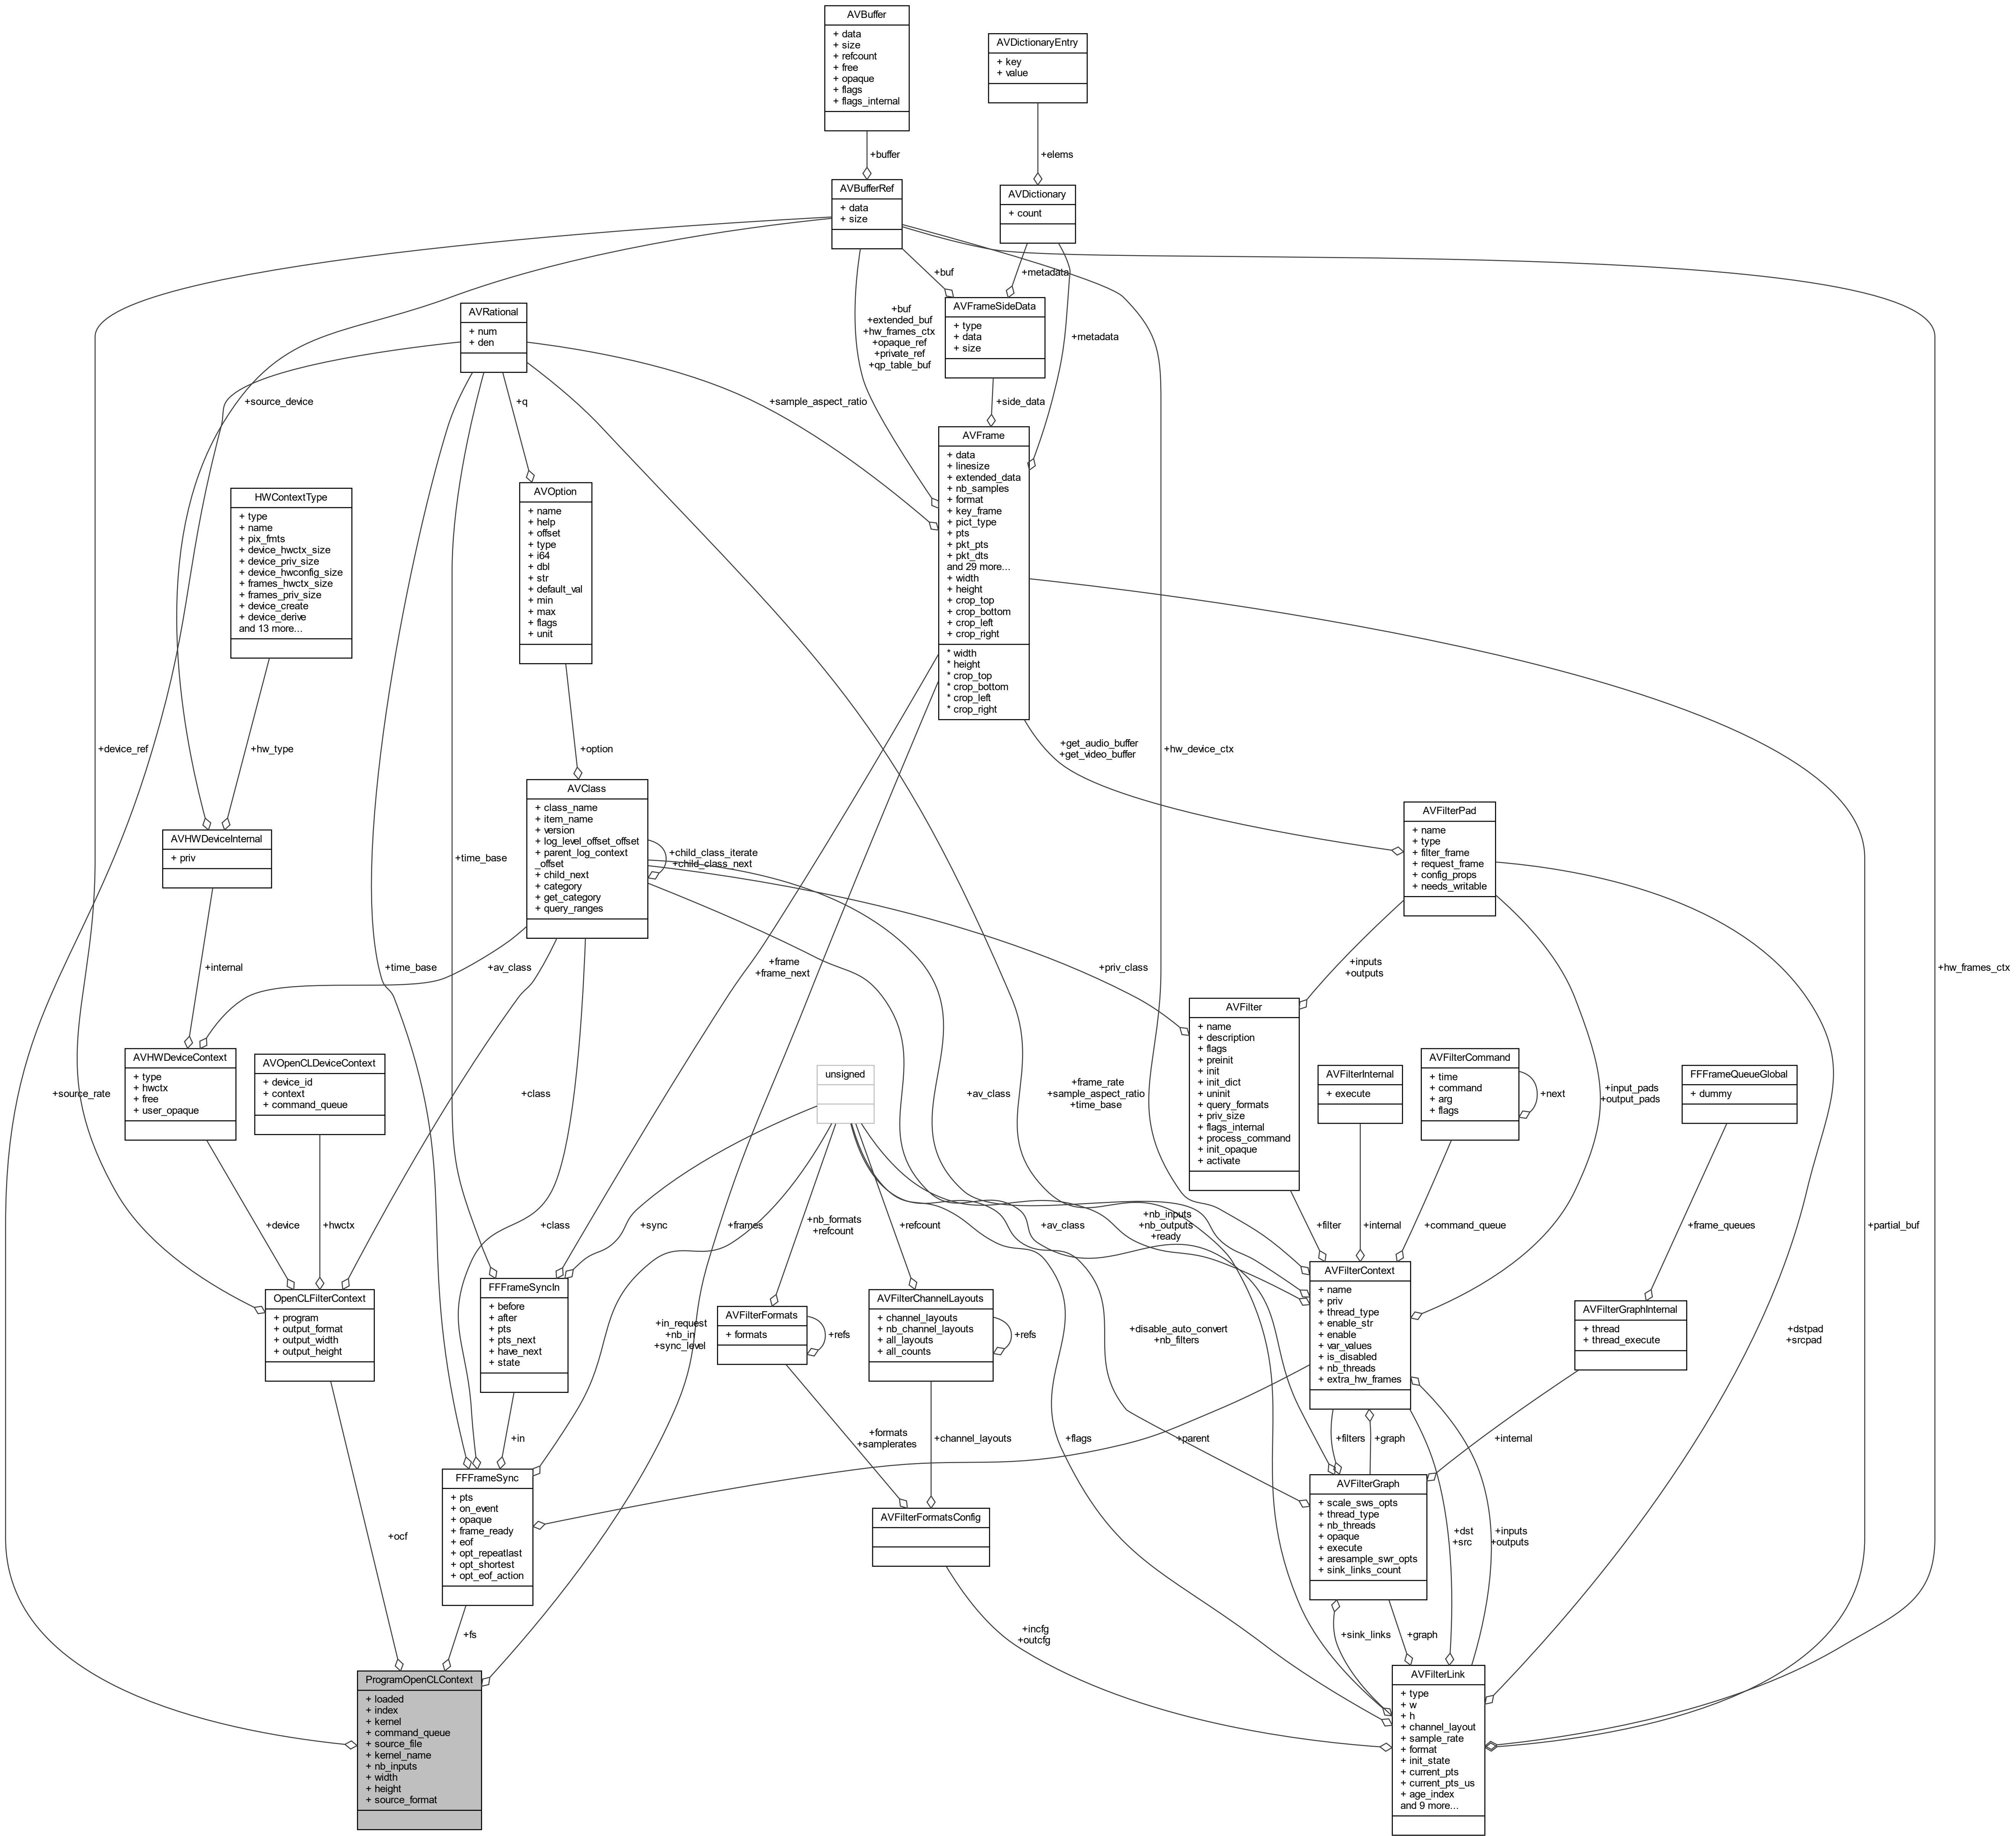 AVBuffer
+ data
+ size
+ refcount
+ free
+ opaque
+ flags
+ flags_internal
AVDictionaryEntry
+ key
+ value
+buffer
+elems
AVBufferRef
+ data
+ size
AVDictionary
+ count
+buf
+metadata
AVRational
+ num
+ den
+buf
+extended_buf
+hw_frames_ctx
+opaque_ref
+private_ref
+qp_table_buf
AVFrameSideData
+ type
+ data
+ size
+metadata
+source_device
+q
+sample_aspect_ratio
+side_data
HWContextType
+ type
+ name
+ pix_fmts
+ device_hwctx_size
+ device_priv_size
+ device_hwconfig_size
+ frames_hwctx_size
+ frames_priv_size
+ device_create
+ device_derive
and 13 more...
AVOption
+ name
+ help
+ offset
+ type
+ i64
+ dbl
+ str
+ default_val
+ min
+ max
+ flags
+ unit
AVFrame
+ data
+ linesize
+ extended_data
+ nb_samples
+ format
+ key_frame
+ pict_type
+ pts
+ pkt_pts
+ pkt_dts
and 29 more...
+ width
+ height
+ crop_top
+ crop_bottom
+ crop_left
+ crop_right
* width
* height
* crop_top
* crop_bottom
* crop_left
* crop_right
+device_ref
+hw_type
+option
+get_audio_buffer
+get_video_buffer
+hw_device_ctx
AVHWDeviceInternal
+ priv
+time_base
AVClass
+ class_name
+ item_name
+ version
+ log_level_offset_offset
+ parent_log_context
_offset
+ child_next
+ category
+ get_category
+ query_ranges
+child_class_iterate
+child_class_next
AVFilterPad
+ name
+ type
+ filter_frame
+ request_frame
+ config_props
+ needs_writable
+internal
+time_base
+av_class
+frame
+frame_next
+priv_class
+inputs
+outputs
+hw_frames_ctx
+source_rate
AVHWDeviceContext
+ type
+ hwctx
+ free
+ user_opaque
AVOpenCLDeviceContext
+ device_id
+ context
+ command_queue
+class
unsigned
+av_class
+frame_rate
+sample_aspect_ratio
+time_base
AVFilter
+ name
+ description
+ flags
+ preinit
+ init
+ init_dict
+ uninit
+ query_formats
+ priv_size
+ flags_internal
+ process_command
+ init_opaque
+ activate
AVFilterInternal
+ execute
AVFilterCommand
+ time
+ command
+ arg
+ flags
+next
+input_pads
+output_pads
FFFrameQueueGlobal
+ dummy
+device
+hwctx
+class
+sync
+frames
+nb_formats
+refcount
+refcount
+av_class
+nb_inputs
+nb_outputs
+ready
+filter
+internal
+command_queue
+frame_queues
+partial_buf
OpenCLFilterContext
+ program
+ output_format
+ output_width
+ output_height
FFFrameSyncIn
+ before
+ after
+ pts
+ pts_next
+ have_next
+ state
+in_request
+nb_in
+sync_level
AVFilterFormats
+ formats
+refs
AVFilterChannelLayouts
+ channel_layouts
+ nb_channel_layouts
+ all_layouts
+ all_counts
+refs
+disable_auto_convert
+nb_filters
AVFilterContext
+ name
+ priv
+ thread_type
+ enable_str
+ enable
+ var_values
+ is_disabled
+ nb_threads
+ extra_hw_frames
AVFilterGraphInternal
+ thread
+ thread_execute
+dstpad
+srcpad
+ocf
+in
+formats
+samplerates
+channel_layouts
+flags
+parent
+filters
+graph
+internal
FFFrameSync
+ pts
+ on_event
+ opaque
+ frame_ready
+ eof
+ opt_repeatlast
+ opt_shortest
+ opt_eof_action
AVFilterFormatsConfig
AVFilterGraph
+ scale_sws_opts
+ thread_type
+ nb_threads
+ opaque
+ execute
+ aresample_swr_opts
+ sink_links_count
+dst
+src
+inputs
+outputs
+fs
+incfg
+outcfg
+sink_links
+graph
ProgramOpenCLContext
+ loaded
+ index
+ kernel
+ command_queue
+ source_file
+ kernel_name
+ nb_inputs
+ width
+ height
+ source_format
AVFilterLink
+ type
+ w
+ h
+ channel_layout
+ sample_rate
+ format
+ init_state
+ current_pts
+ current_pts_us
+ age_index
and 9 more...